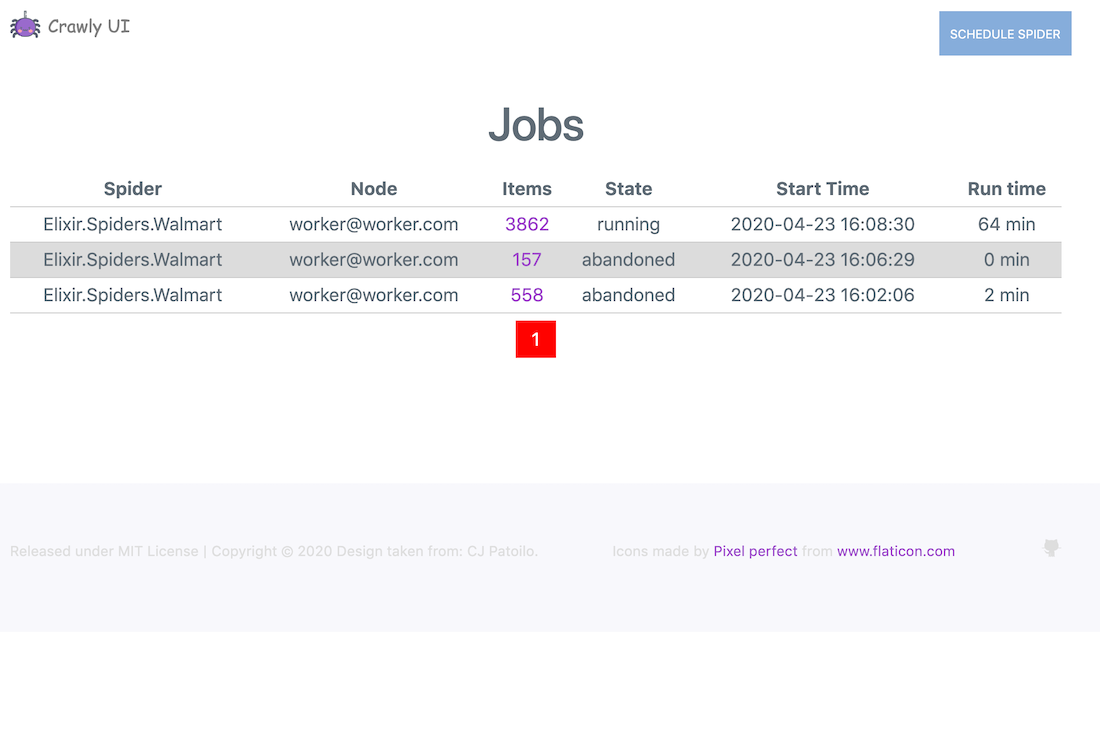 Crawly UI
SCHEDULE SPIDER
Jobs
Spider Node Items State Start Time Run time
Elixir.Spiders.Walmart worker@worker.com 3862 running 2020-04-23 16:08:30 64 min
Elixir.Spiders.Walmart worker@worker.com 157 abandoned 2020-04-23 16:06:29 0 min
Elixir.Spiders.Walmart worker@worker.com 558 abandoned 2020-04-23 16:02:06 2 min
1
Released under MIT License | Copyright © 2020 Design taken from: CJ Patoilo. Icons made by Pixel perfect from www.flaticon.com